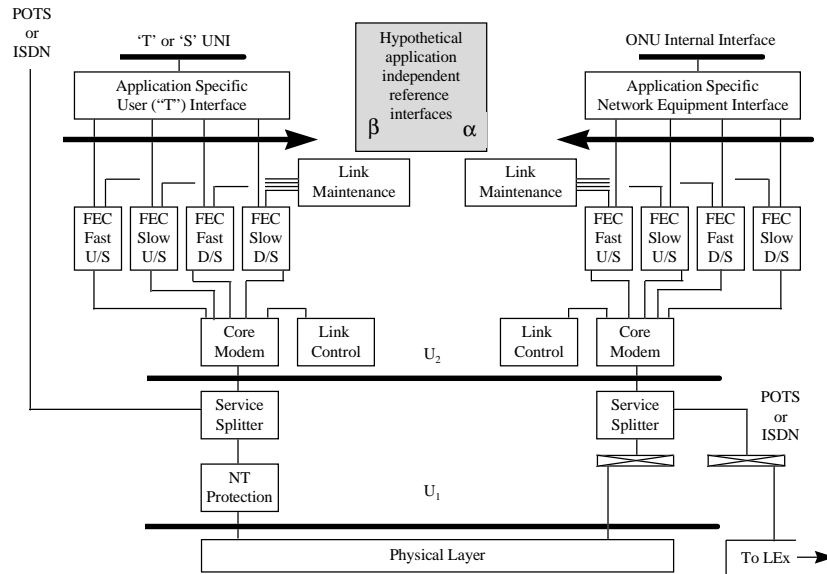 POTS
or
ISDN
‘T’ or ‘S’ UNI
Hypothetical
application
independent
reference
interfaces
β α
ONU Internal Interface
Application Specific
User (“T”) Interface
Application Specific
Network Equipment Interface
Link
Maintenance
Link
Maintenance
FEC
Fast
U/S
FEC
Slow
U/S
FEC
Fast
D/S
FEC
Slow
D/S
FEC
Fast
U/S
FEC
Slow
U/S
FEC
Fast
D/S
FEC
Slow
D/S
Core
Modem
Link
Control
Link
Control
Core
Modem
U2
Service
Splitter
Service
Splitter
POTS
or
ISDN
NT
Protection
U1
Physical Layer
To LEx